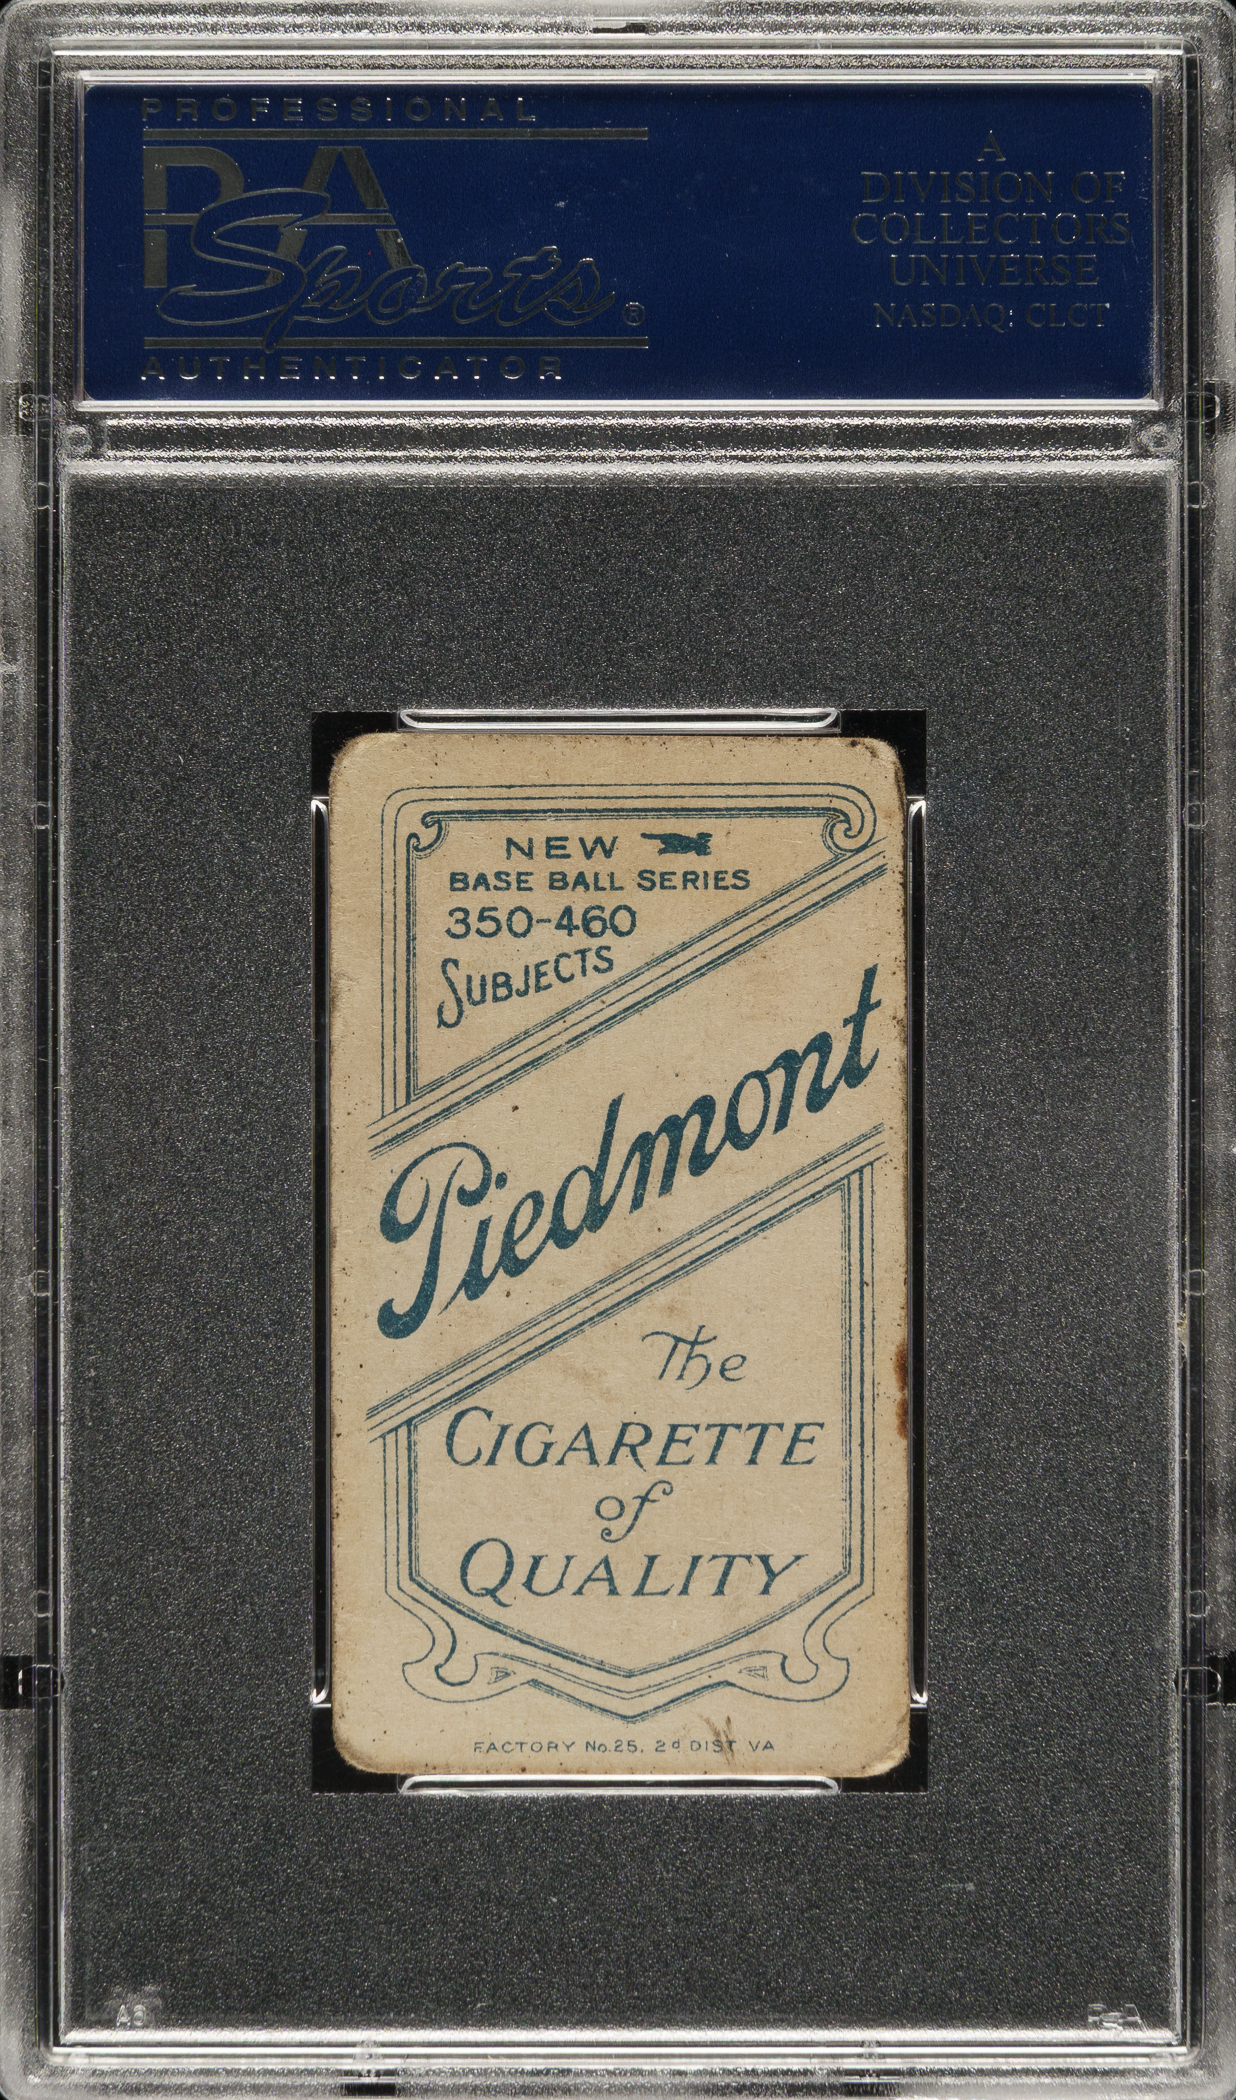 PROFESSIONAL
PSA
Sports®
AUTHENTICATOR
A
DIVISION OF
COLLECTORS
UNIVERSE
NASDAQ: CLCT
NEW
BASE BALL SERIES
350-460
SUBJECTS
Piedmont
The
CIGARETTE
of
QUALITY
FACTORY No. 25, 2d DIST VA
PSA